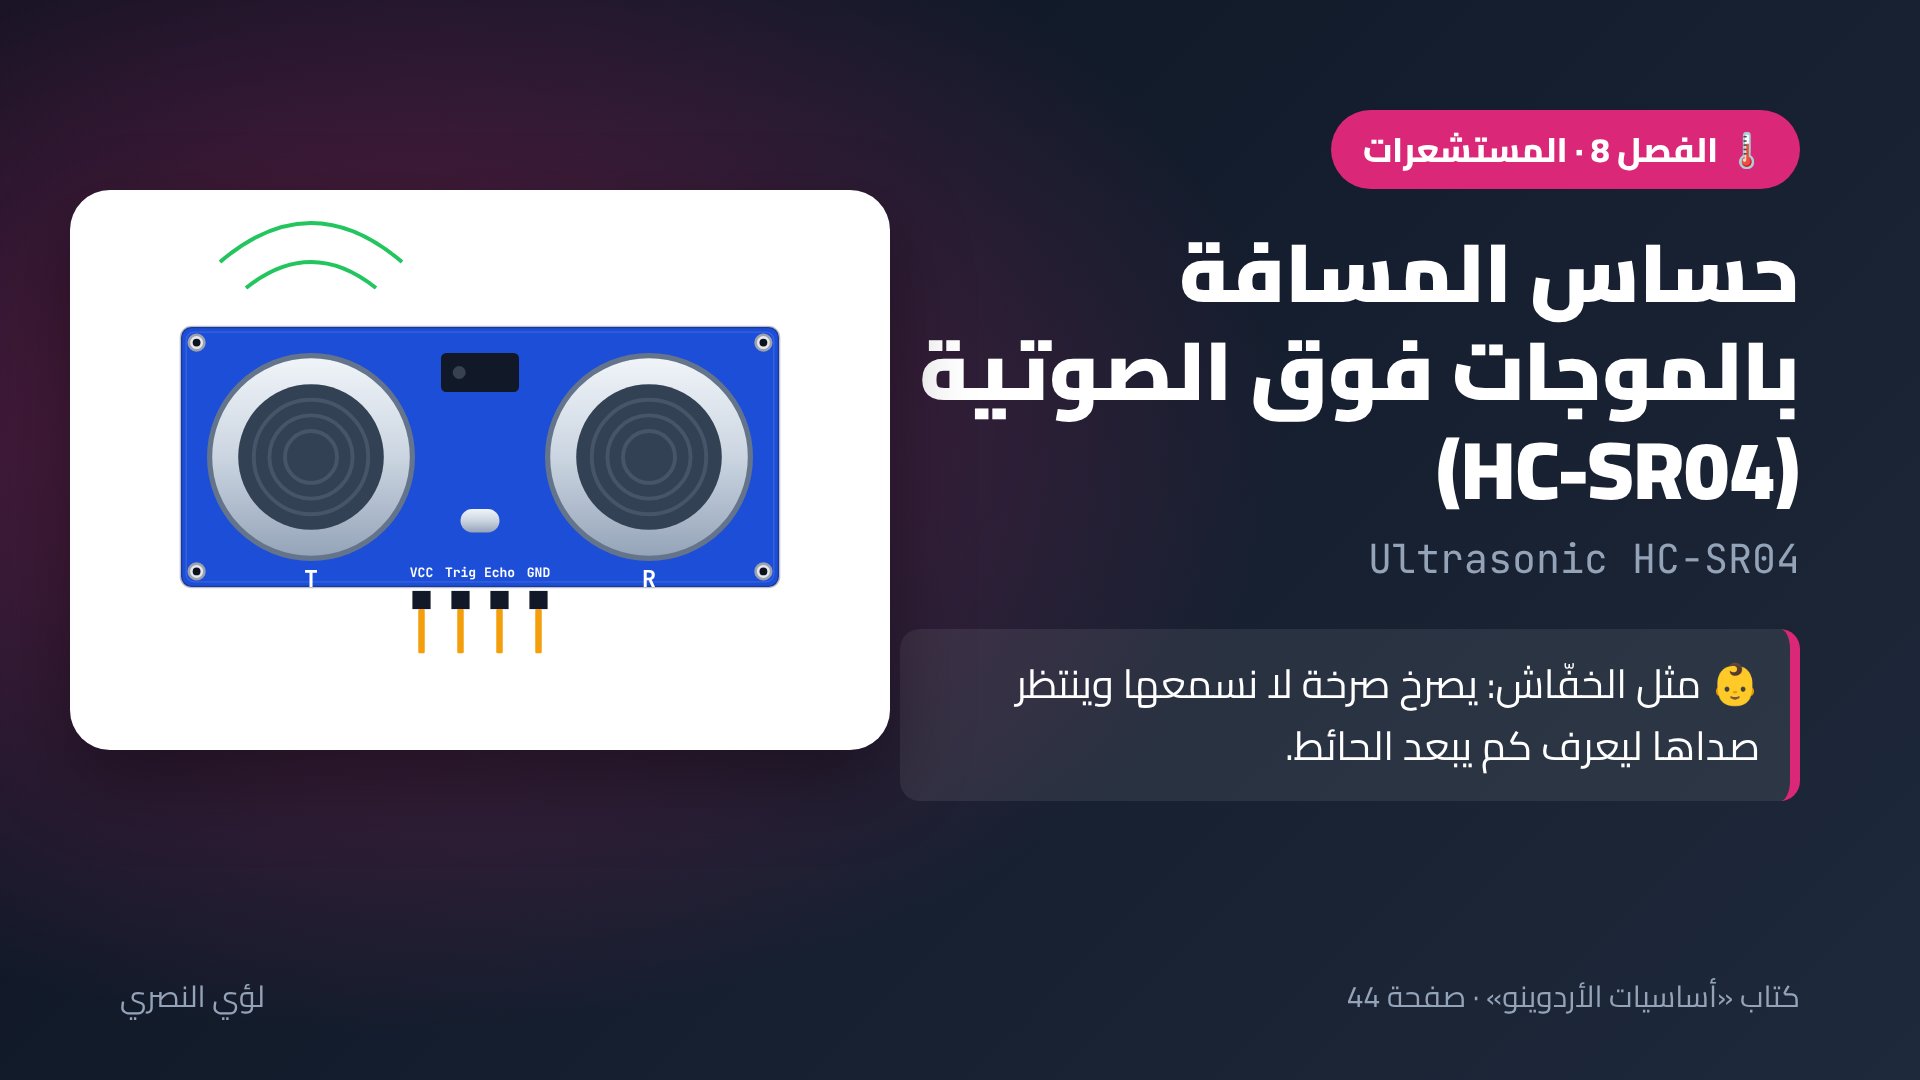 🌡️ الفصل 8 · المستشعرات
حساس المسافة
بالموجات فوق الصوتية
(HC-SR04)
Ultrasonic HC-SR04
👶 مثل الخفّاش: يصرخ صرخة لا نسمعها وينتظر
صداها ليعرف كم يبعد الحائط.
T
VCC Trig Echo GND
R
كتاب «أساسيات الأردوينو» · صفحة 44
لؤي النصري